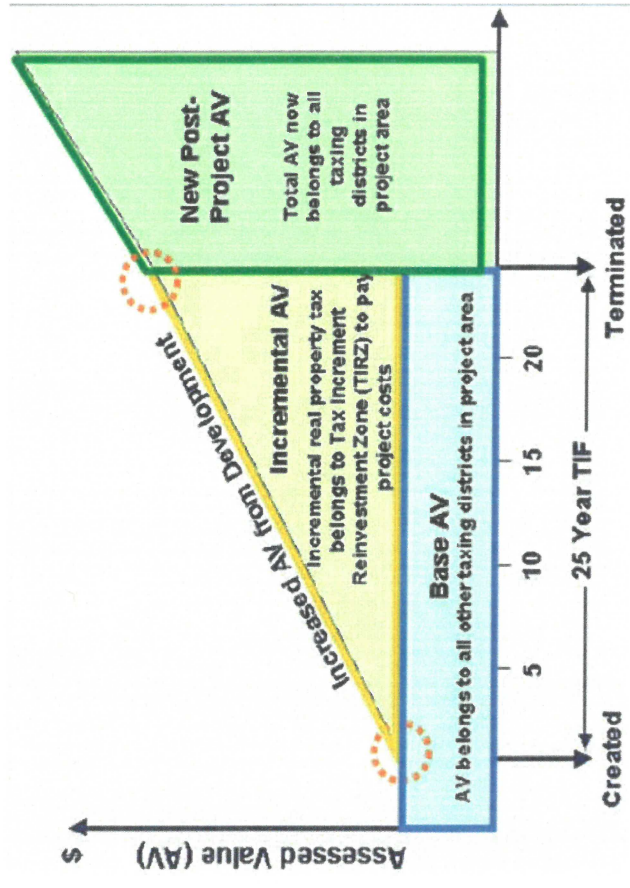 $
Assessed Value (AV)
Increased AV from Development
Incremental AV
Incremental real property tax
belongs to Tax Increment
Reinvestment Zone (TIRZ) to pay
project costs
New Post-
Project AV
Total AV now
belongs to all
taxing
districts in
project area
Base AV
AV belongs to all other taxing districts in project area
5
10
15
20
25 Year TIF
Created
Terminated